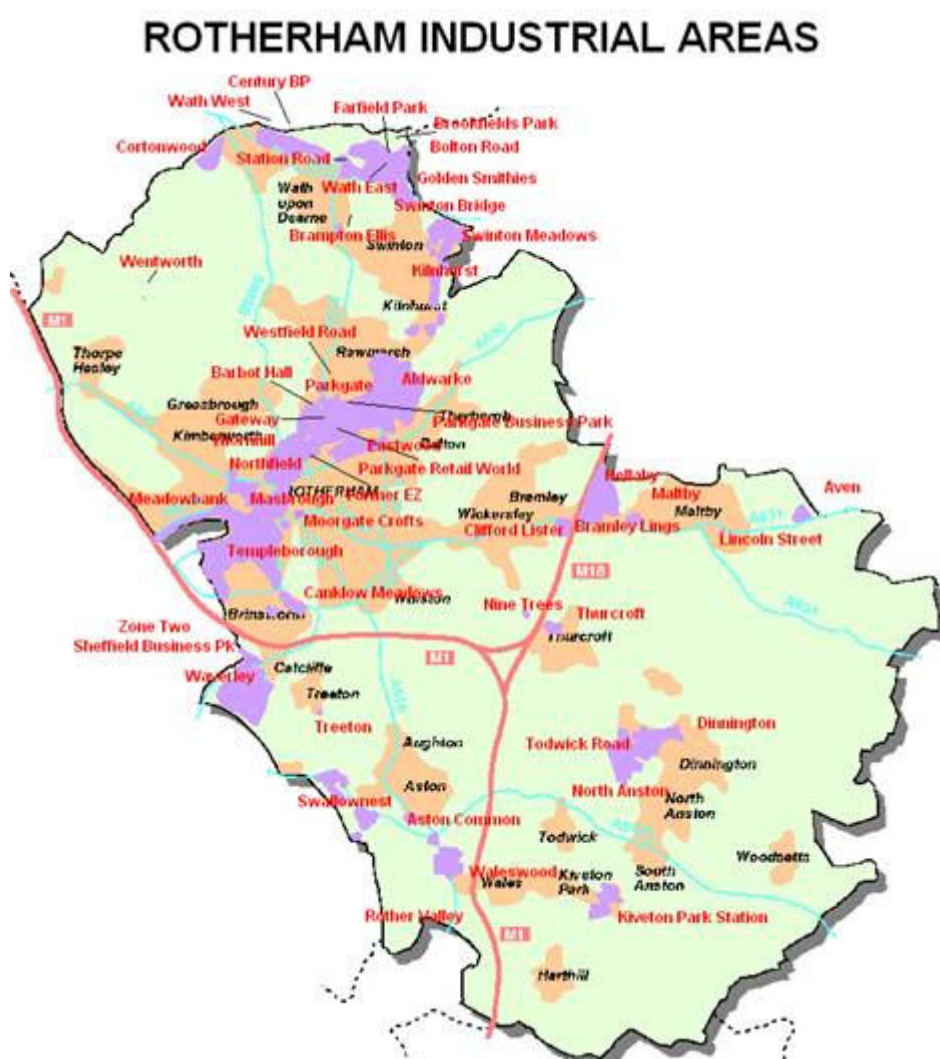 ROTHERHAM INDUSTRIAL AREAS
Century BP
Wath West
Farfield Park
Brookfields Park
Cortonwood
Station Road
Bolton Road
Wath East
Golden Smithies
Wath
upon
Dearne
Swinton Bridge
Brampton Ellis
Swinton
Swinton Meadows
Wentworth
Kilnhurst
Kilnhurst
M1
Westfield Road
Thorpe
Hesley
Rawmarsh
Barbot Hall
Parkgate
Aldwarke
Greasbrough
Gateway
Thrybergh
Parkgate Business Park
Kimberworth
Thornhill
Eastwood
Dalton
Northfield
Parkgate Retail World
Hellaby
ROTHERHAM
Meadowbank
Masbrough
Former EZ
Bramley
Maltby
Maltby
Aven
Moorgate Crofts
Wickersley
Clifford Lister
Bramley Lings
A631
Lincoln Street
Templeborough
M18
Canklow Meadows
Whiston
Brinsworth
Nine Trees
Thurcroft
Thurcroft
Zone Two
Sheffield Business Pk
M1
Catcliffe
Waverley
Treeton
Treeton
Dinnington
Aughton
Todwick Road
Dinnington
Aston
North Anston
North
Anston
Swallownest
Aston Common
Todwick
Woodsetts
Waleswood
Wales
Kiveton
Park
South
Anston
Rother Valley
Kiveton Park Station
M1
Harthill